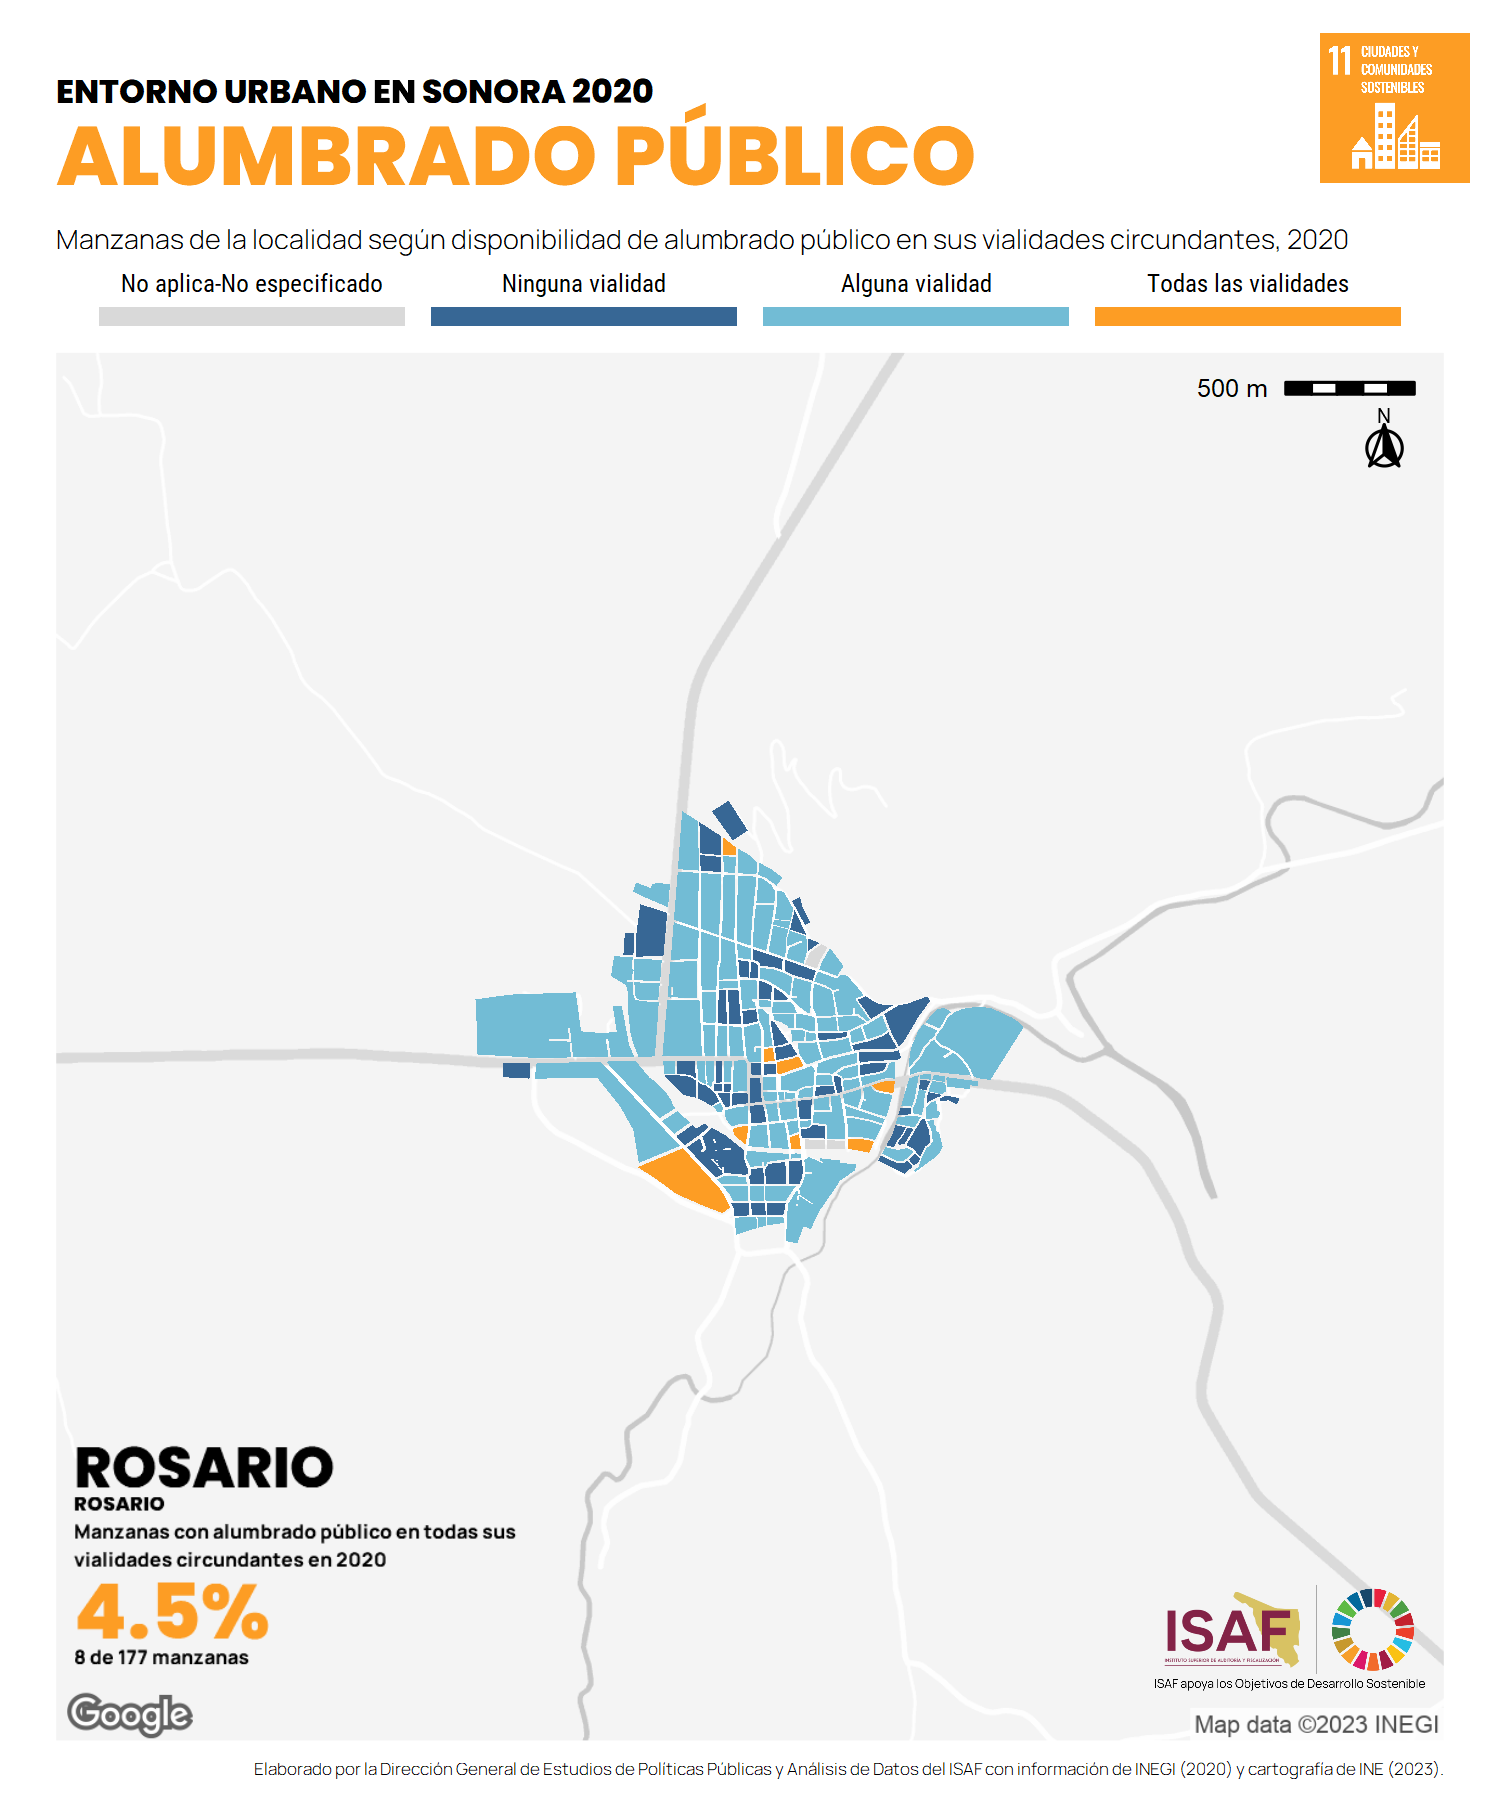 11 CIUDADES Y
COMUNIDADES
SOSTENIBLES
ENTORNO URBANO EN SONORA 2020
ALUMBRADO PÚBLICO
Manzanas de la localidad según disponibilidad de alumbrado público en sus vialidades circundantes, 2020
No aplica-No especificado
Ninguna vialidad
Alguna vialidad
Todas las vialidades
500 m
N
ROSARIO
ROSARIO
Manzanas con alumbrado público en todas sus
vialidades circundantes en 2020
4.5%
8 de 177 manzanas
ISAF
INSTITUTO SUPERIOR DE AUDITORÍA Y FISCALIZACIÓN
ISAF apoya los Objetivos de Desarrollo Sostenible
Google
Map data ©2023 INEGI
Elaborado por la Dirección General de Estudios de Políticas Públicas y Análisis de Datos del ISAF con información de INEGI (2020) y cartografía de INE (2023).